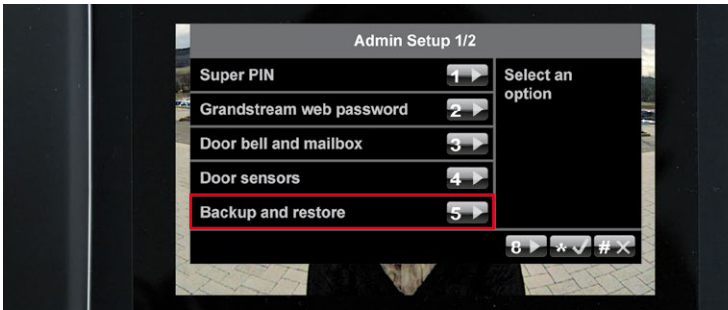 Admin Setup 1/2
Super PIN 1
Grandstream web password 2
Door bell and mailbox 3
Door sensors 4
Backup and restore 5
Select an
option
8 * #